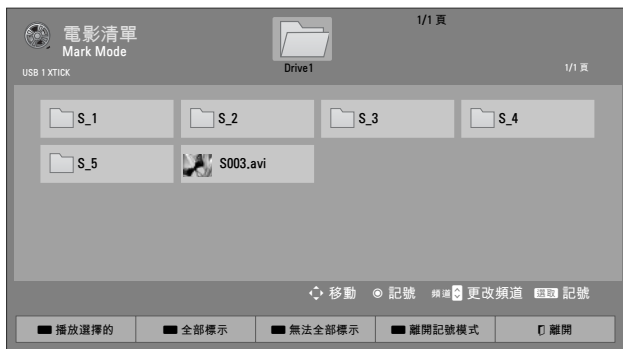 電影清單
Mark Mode
USB 1 XTICK
Drive1
1/1 頁
1/1 頁
S_1
S_2
S_3
S_4
S_5
S003.avi
移動 記號 頻道 更改頻道 選取 記號
播放選擇的
全部標示
無法全部標示
離開記號模式
離開